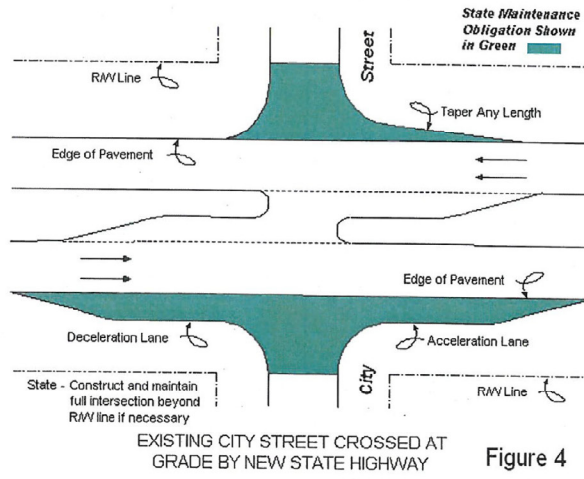 State Maintenance
Obligation Shown
in Green
Street
R/W Line
Taper Any Length
Edge of Pavement
Edge of Pavement
Deceleration Lane
Acceleration Lane
City
State - Construct and maintain
full intersection beyond
R/W line if necessary
R/W Line
EXISTING CITY STREET CROSSED AT
GRADE BY NEW STATE HIGHWAY
Figure 4